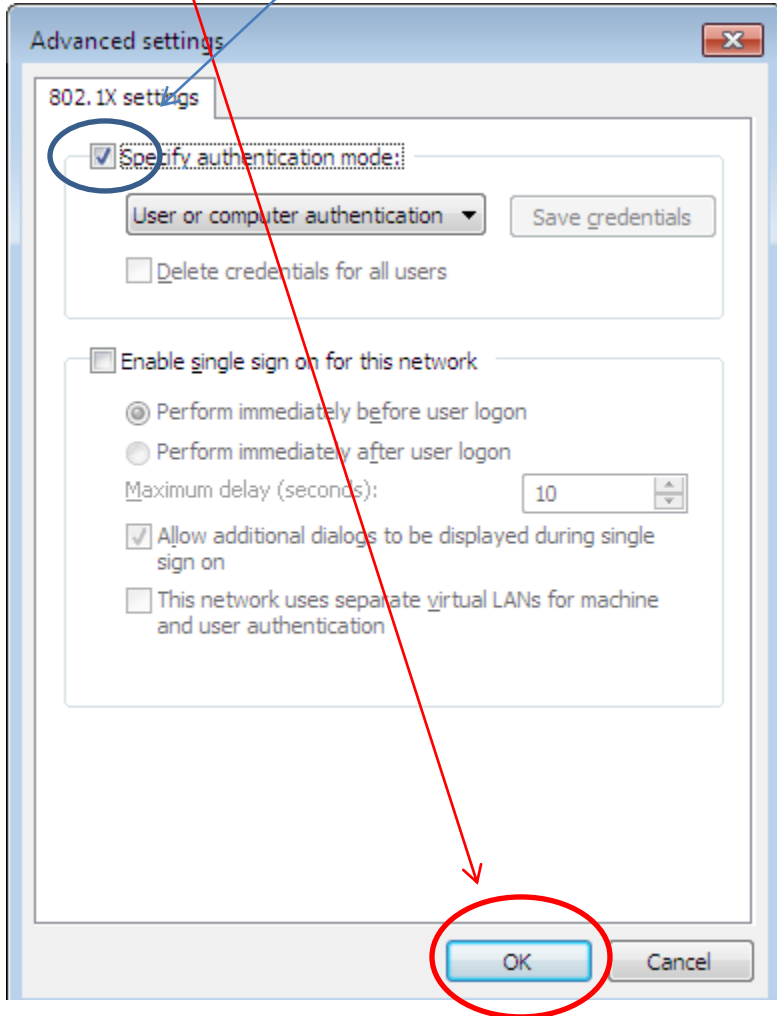 Advanced settings
802.1X settings
Specify authentication mode:
User or computer authentication
Save credentials
Delete credentials for all users
Enable single sign on for this network
Perform immediately before user logon
Perform immediately after user logon
Maximum delay (seconds):
10
Allow additional dialogs to be displayed during single
sign on
This network uses separate virtual LANs for machine
and user authentication
OK
Cancel